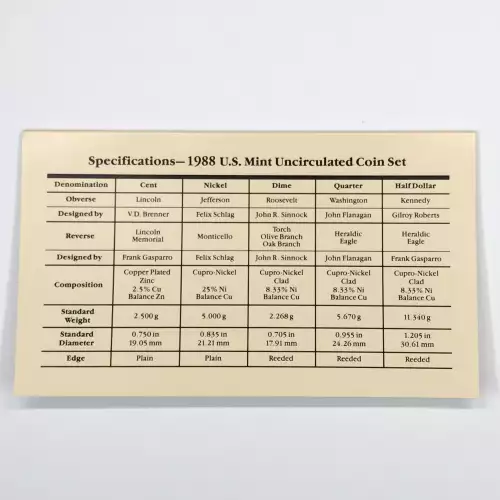 Specifications—1988 U.S. Mint Uncirculated Coin Set
Denomination Cent Nickel Dime Quarter Half Dollar
Obverse Lincoln Jefferson Roosevelt Washington Kennedy
Designed by V.D. Brenner Felix Schlag John R. Sinnock John Flanagan Gilroy Roberts
Reverse Lincoln Memorial Monticello Torch Olive Branch Oak Branch Heraldic Eagle Heraldic Eagle
Designed by Frank Gasparro Felix Schlag John R. Sinnock John Flanagan Frank Gasparro
Composition Copper Plated Zinc 2.5% Cu Balance Zn Cupro-Nickel 25% Ni Balance Cu Cupro-Nickel Clad 8.33% Ni Balance Cu Cupro-Nickel Clad 8.33% Ni Balance Cu Cupro-Nickel Clad 8.33% Ni Balance Cu
Standard Weight 2.500 g 5.000 g 2.268 g 5.670 g 11.340 g
Standard Diameter 0.750 in 19.05 mm 0.835 in 21.21 mm 0.705 in 17.91 mm 0.955 in 24.26 mm 1.205 in 30.61 mm
Edge Plain Plain Reeded Reeded Reeded